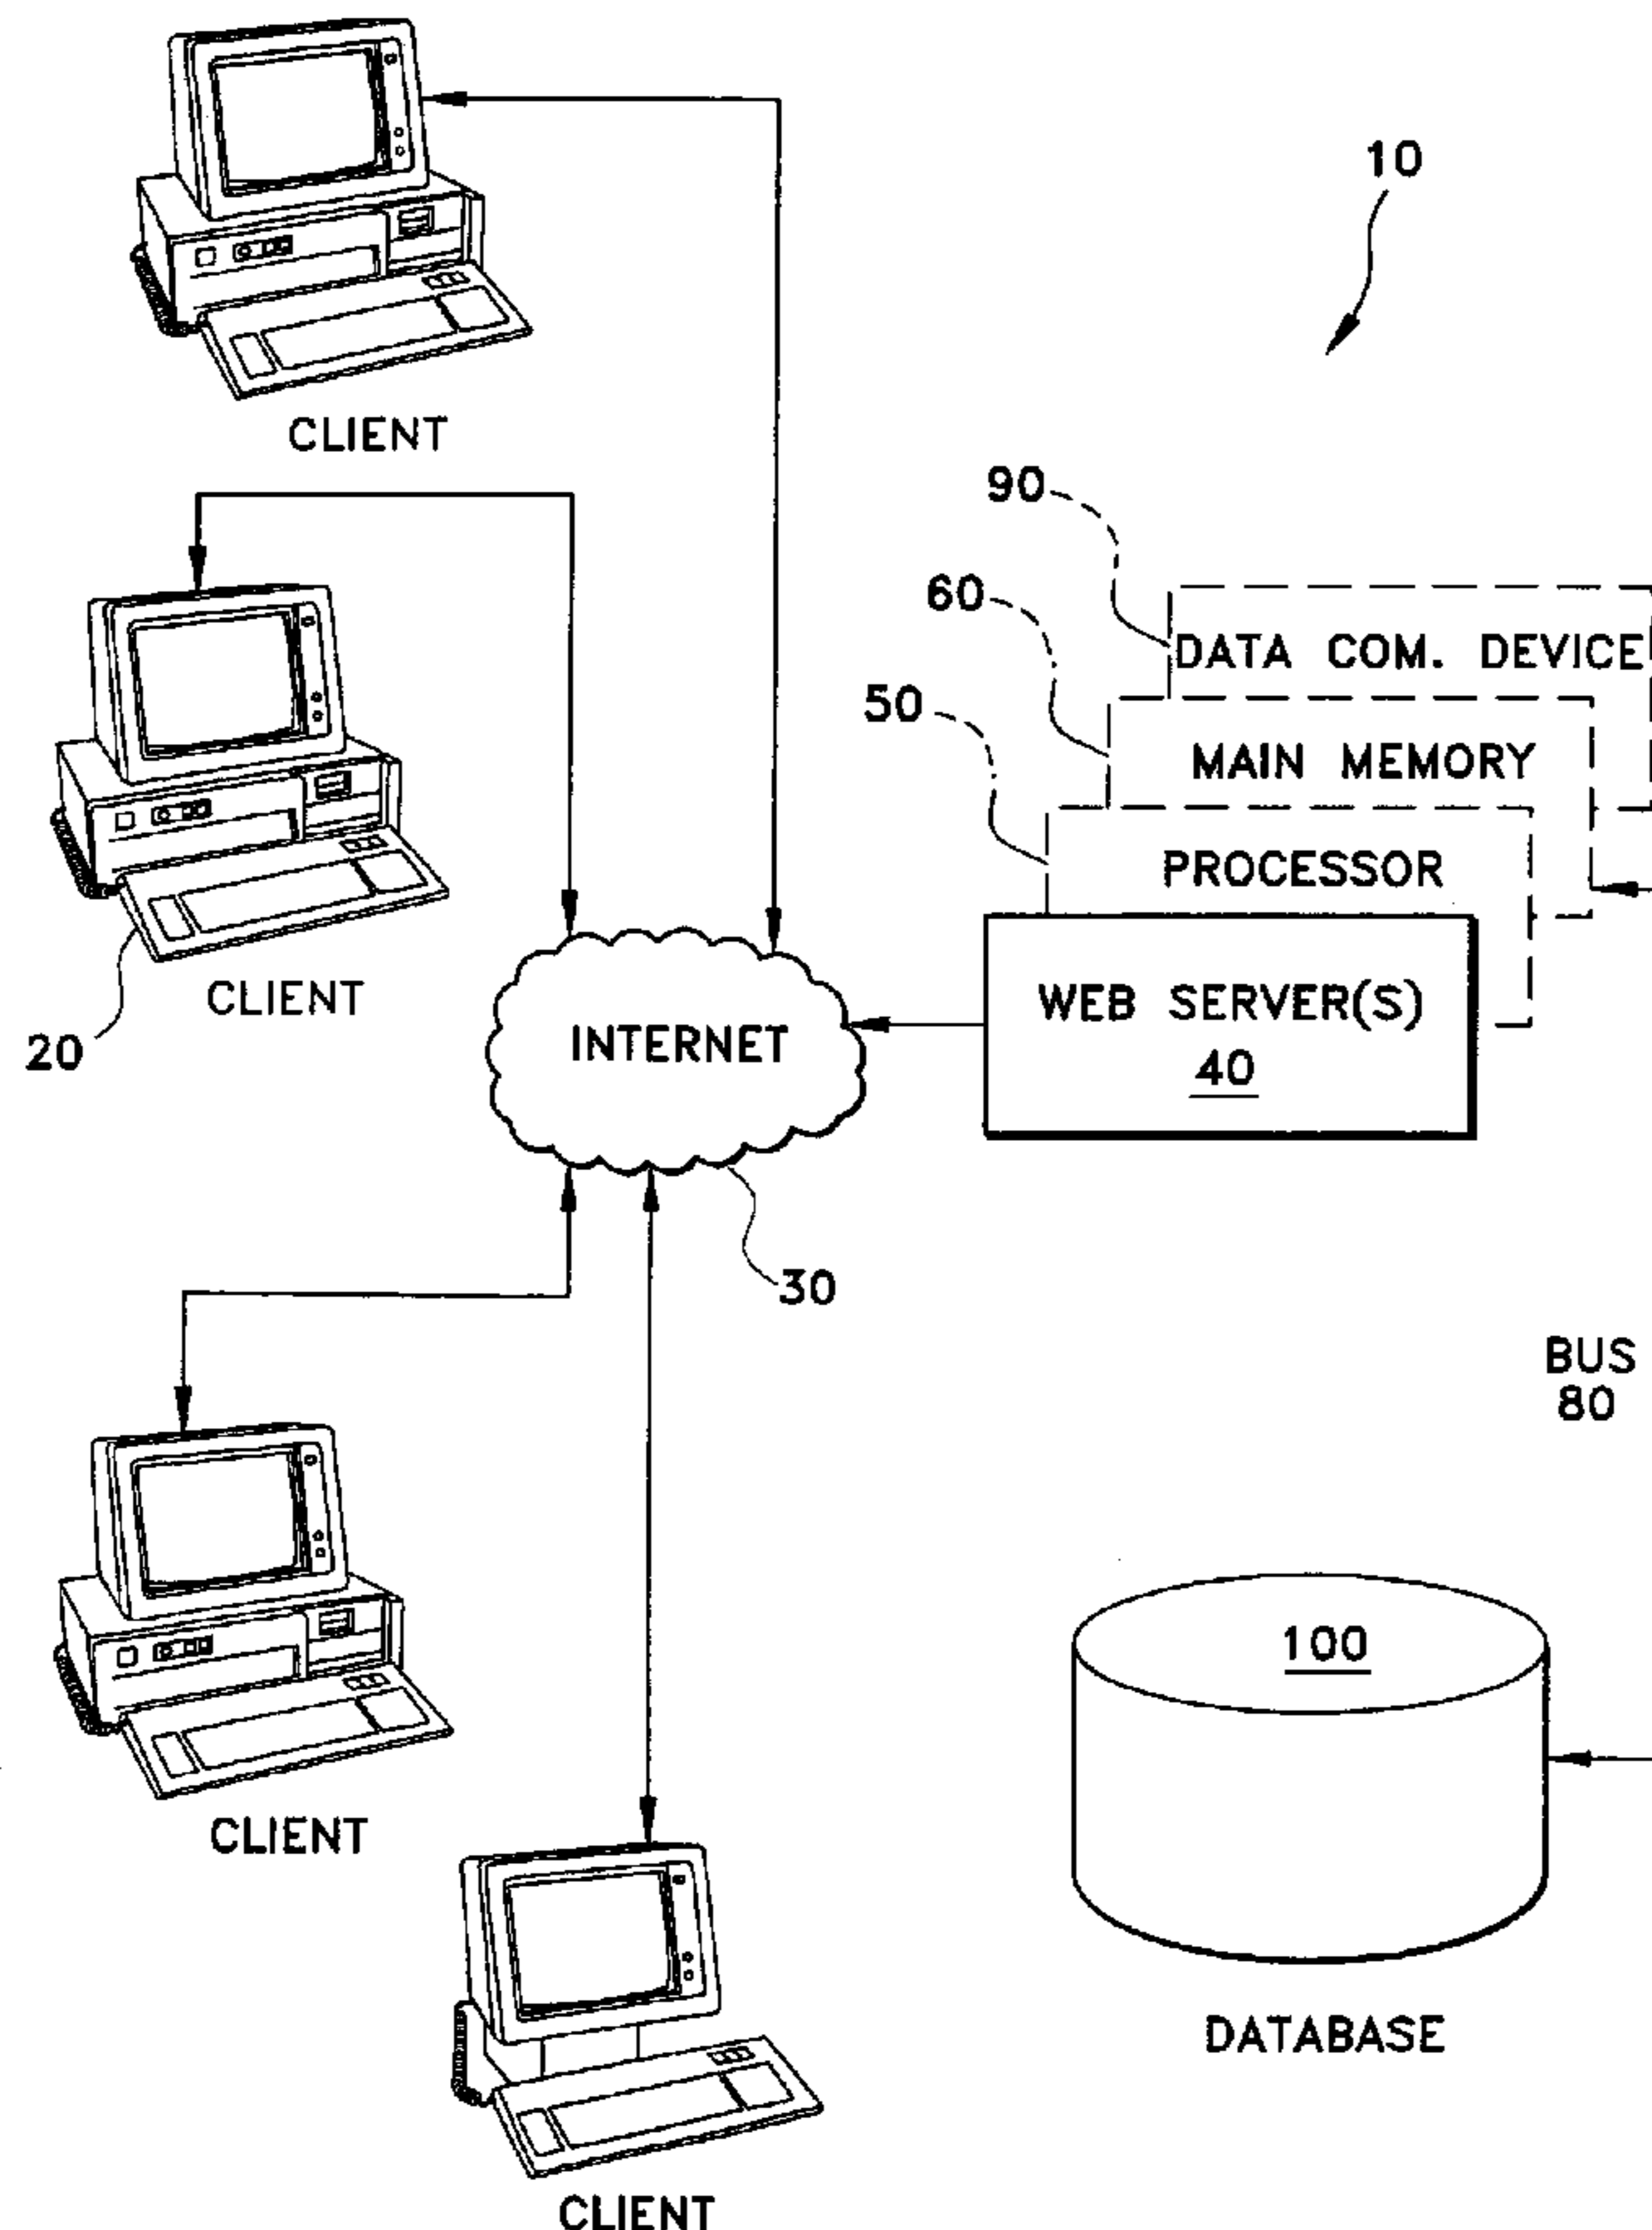 10
CLIENT
90
60
DATA COM. DEVICE
50
MAIN MEMORY
PROCESSOR
CLIENT
20
INTERNET
WEB SERVER(S)
40
30
BUS
80
100
CLIENT
DATABASE
CLIENT